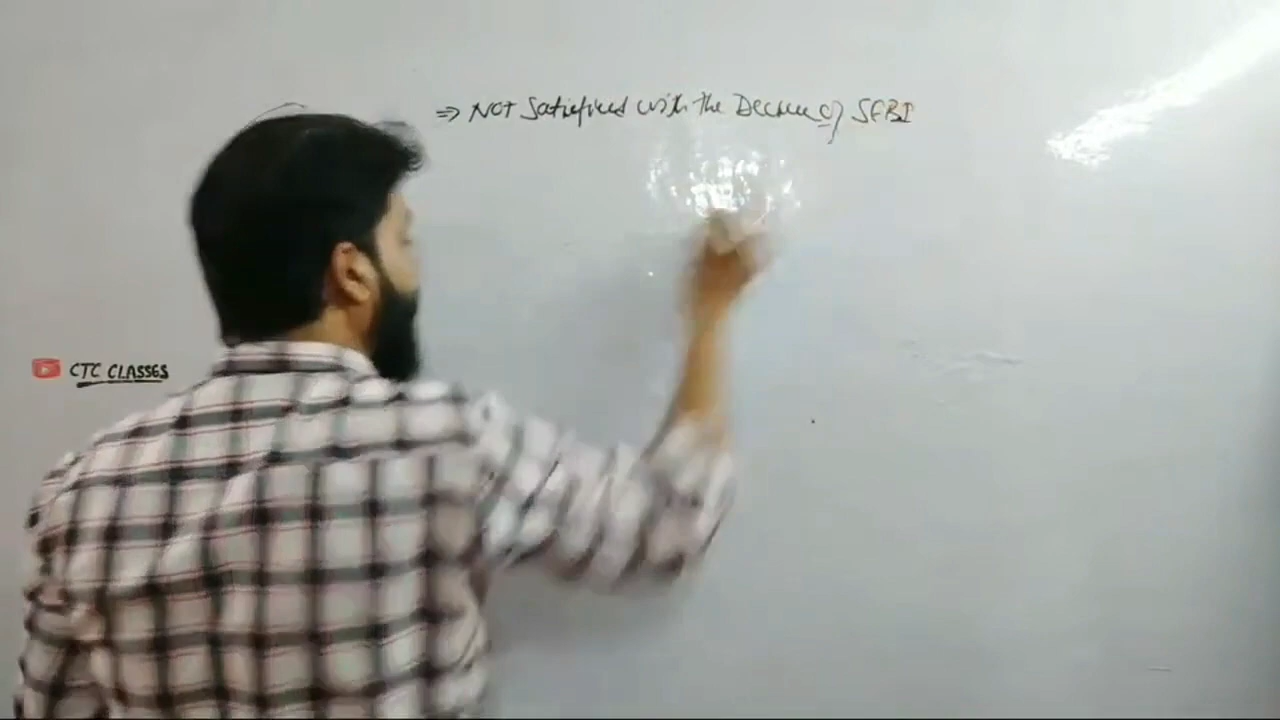 ⇒ Not Satisfied with the Decision of SEBI
CTC CLASSES